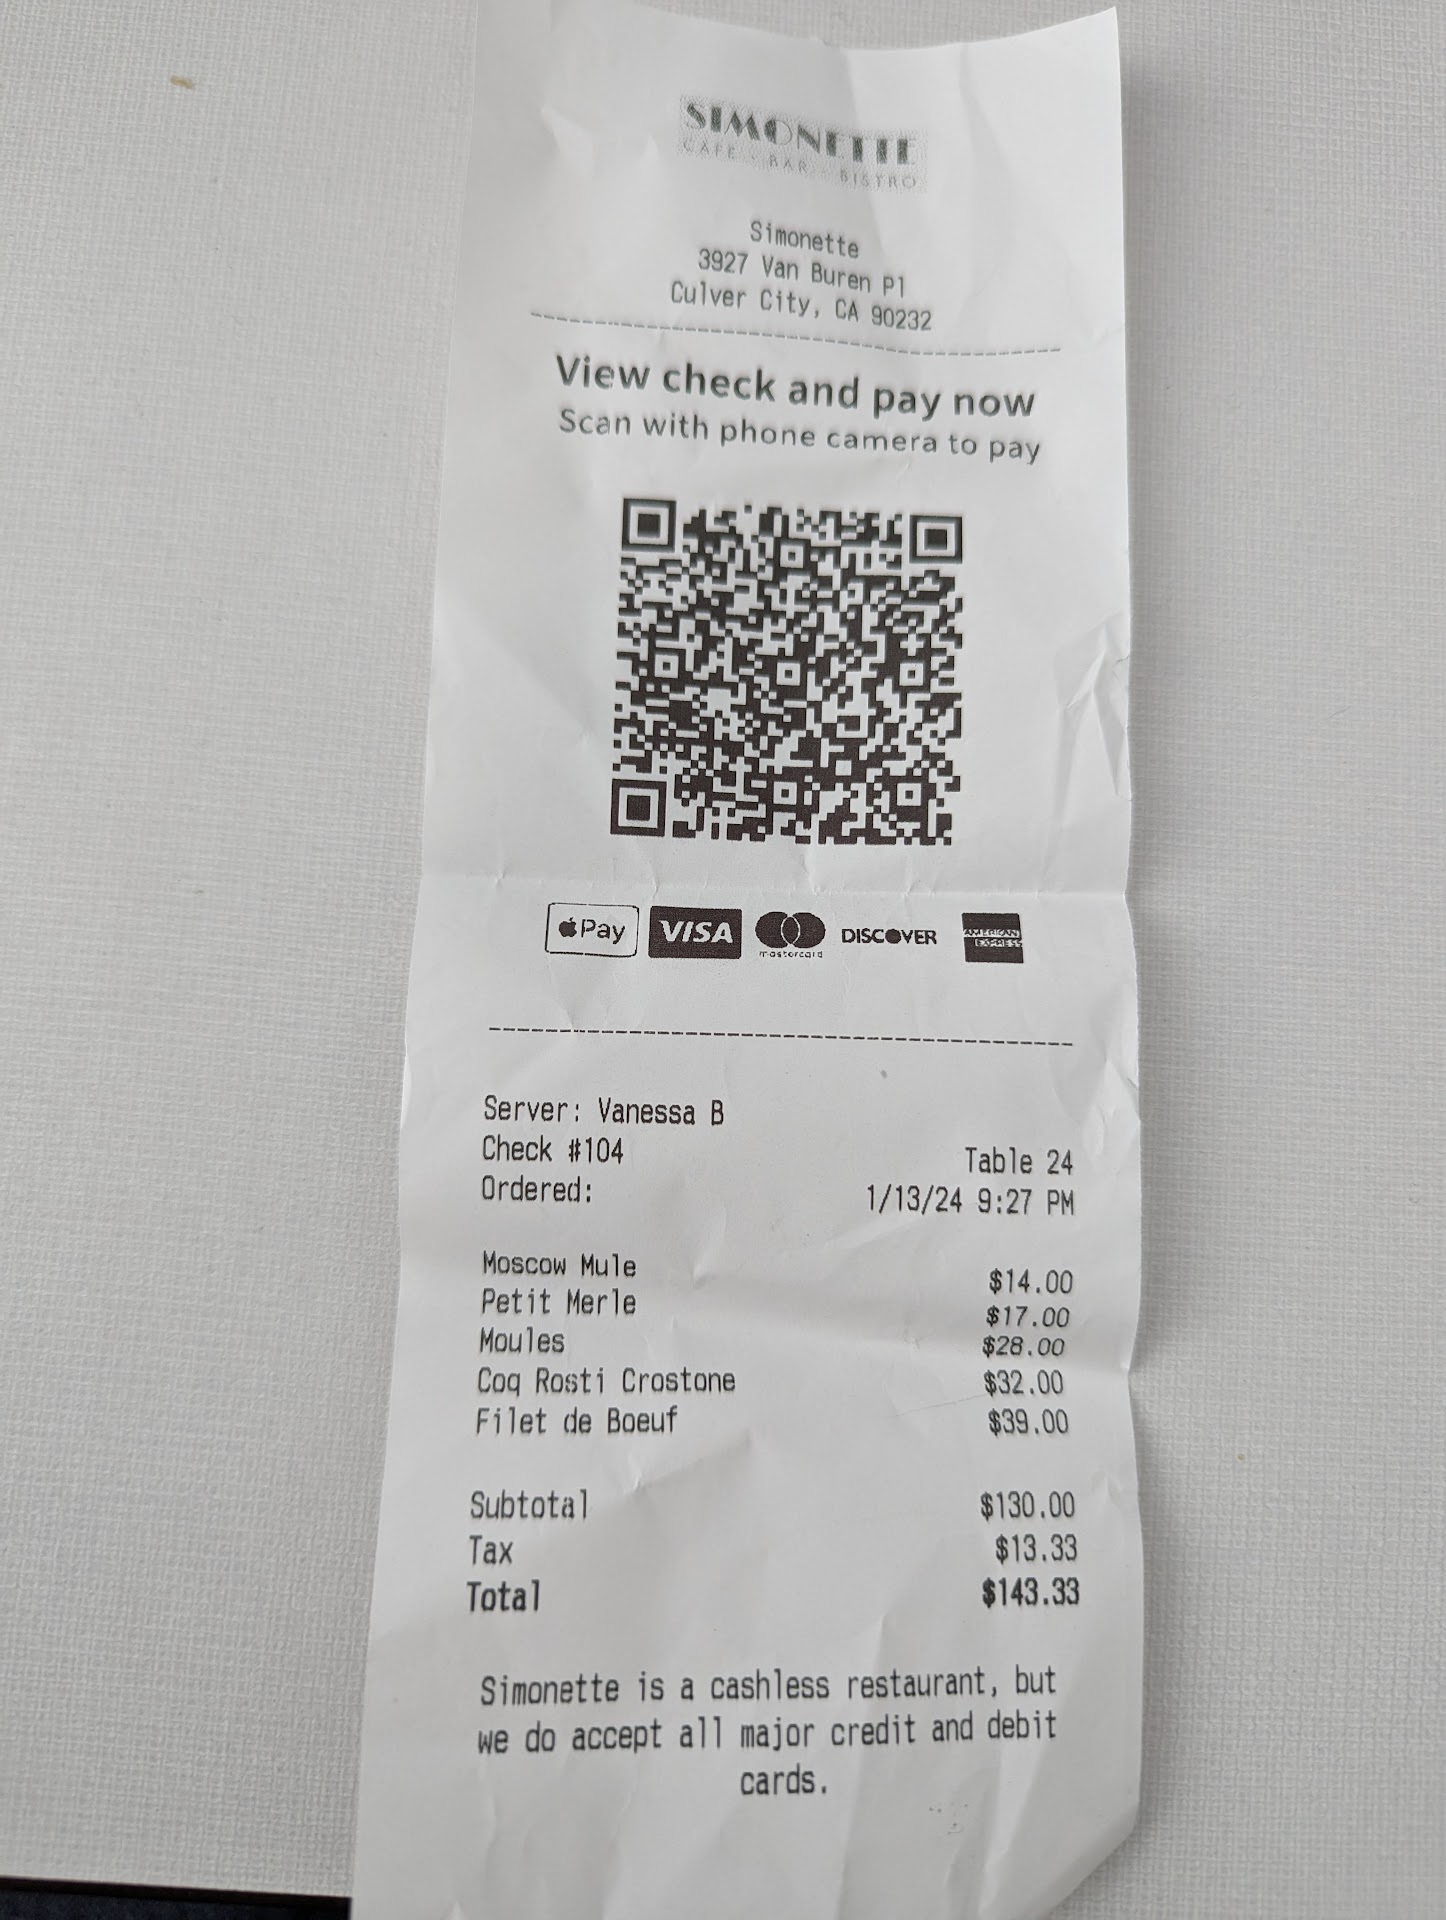 SIMONETTE
CAFE · BAR · BISTRO
Simonette
3927 Van Buren Pl
Culver City, CA 90232
View check and pay now
Scan with phone camera to pay
Pay VISA mastercard DISCOVER AMERICAN EXPRESS
Server: Vanessa B
Check #104 Table 24
Ordered: 1/13/24 9:27 PM
Moscow Mule $14.00
Petit Merle $17.00
Moules $28.00
Coq Rosti Crostone $32.00
Filet de Boeuf $39.00
Subtotal $130.00
Tax $13.33
Total $143.33
Simonette is a cashless restaurant, but
we do accept all major credit and debit
cards.